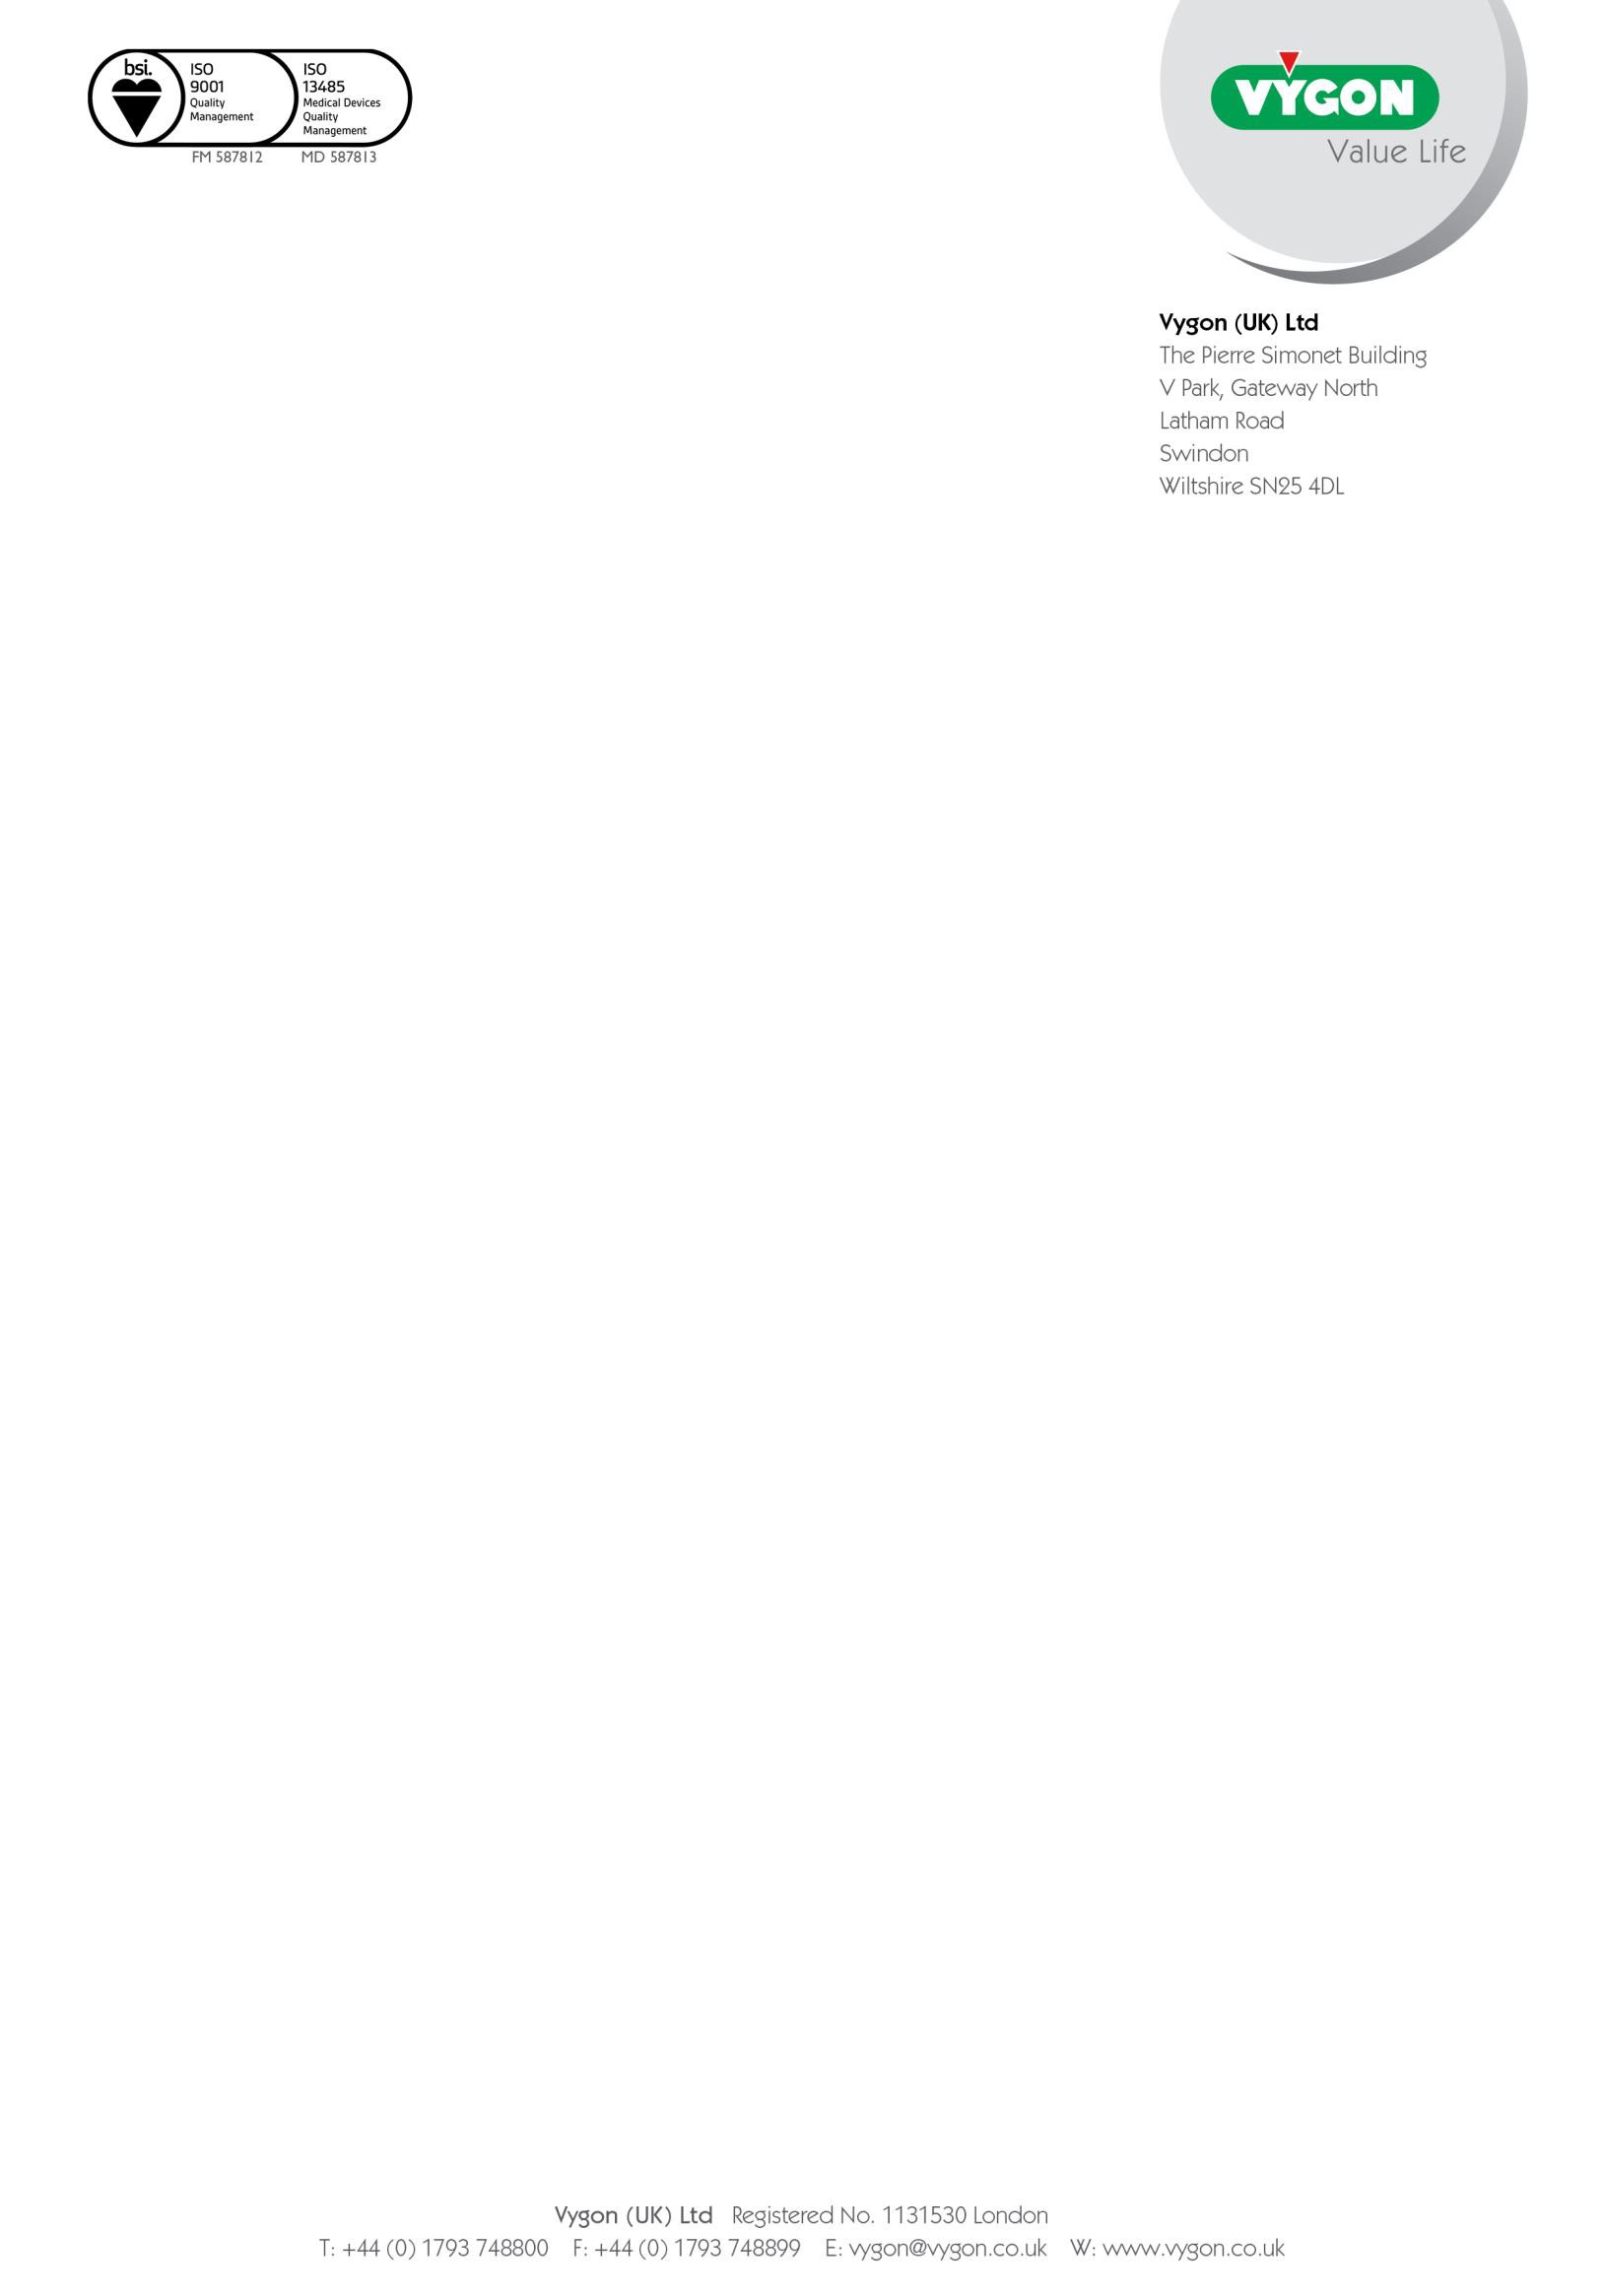 bsi.
ISO
9001
Quality
Management
ISO
13485
Medical Devices
Quality
Management
FM 587812
MD 587813
VYGON
Value Life
Vygon (UK) Ltd
The Pierre Simonet Building
V Park, Gateway North
Latham Road
Swindon
Wiltshire SN25 4DL
Vygon (UK) Ltd Registered No. 1131530 London
T: +44 (0) 1793 748800 F: +44 (0) 1793 748899 E: vygon@vygon.co.uk W: www.vygon.co.uk